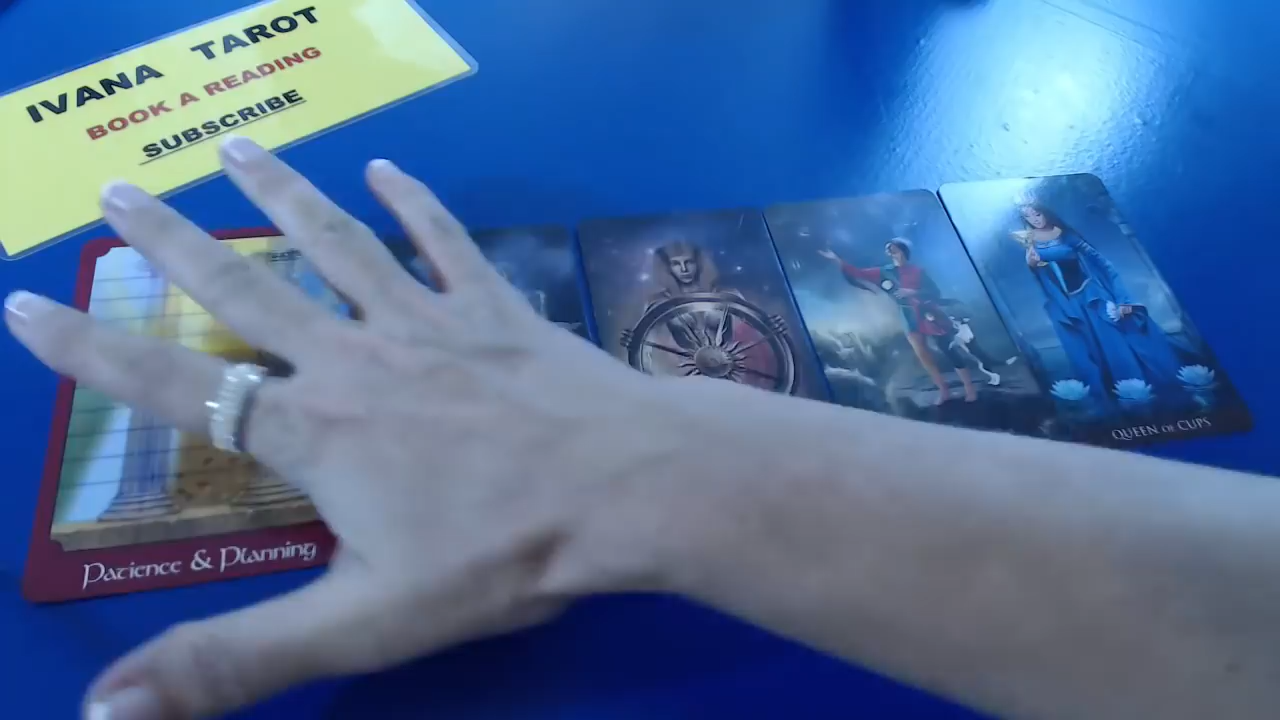 IVANA TAROT
BOOK A READING
SUBSCRIBE
QUEEN OF CUPS
Patience & Planning